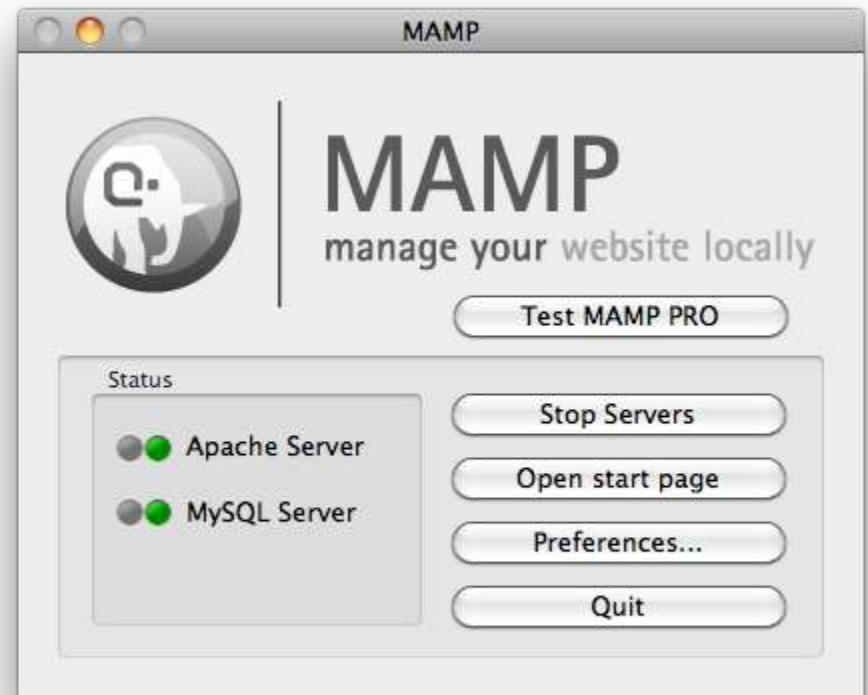 MAMP
MAMP
manage your website locally
Test MAMP PRO
Status
Apache Server
MySQL Server
Stop Servers
Open start page
Preferences...
Quit